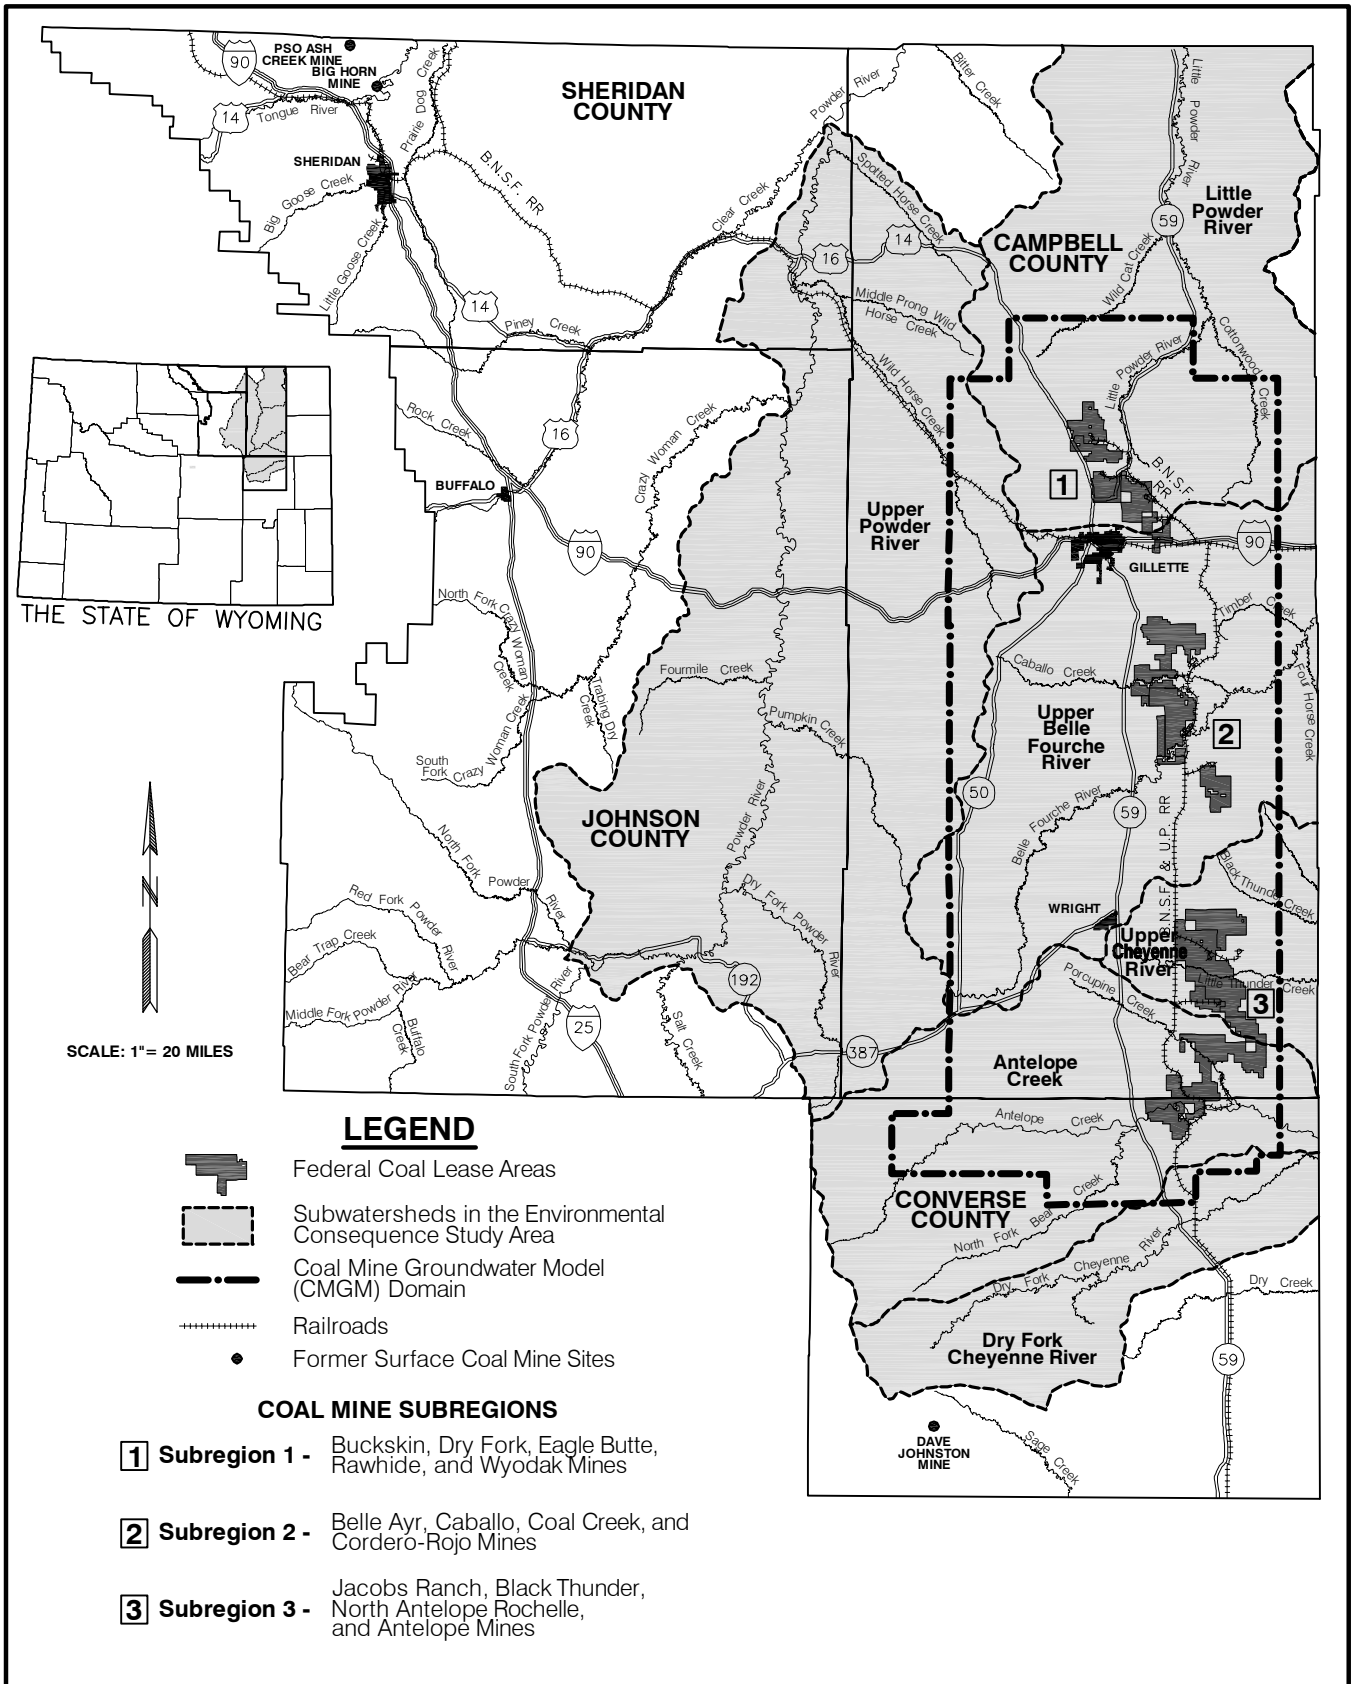 PSO ASH
CREEK MINE
BIG HORN
MINE
90
14
Tongue River
Prairie Dog Creek
SHERIDAN
COUNTY
SHERIDAN
Big Goose Creek
Little Goose Creek
B.N.S.F. RR
14
Piney Creek
Clear Creek
Powder River
Bitter Creek
Spotted Horse Creek
16
14
Middle Prong Wild
Horse Creek
Wild Horse Creek
CAMPBELL
COUNTY
Little Powder River
59
Little
Powder
River
Wild Cat Creek
Cottonwood Creek
Little Powder River
Rock Creek
16
Crazy Woman Creek
BUFFALO
90
Upper
Powder
River
1
B.N.S.F.
RR
90
GILLETTE
THE STATE OF WYOMING
North Fork Crazy Woman
Creek
Trabing Dry
Creek
South
Fork Crazy Woman Creek
Fourmile Creek
Pumpkin Creek
Timber Creek
Caballo Creek
Four Horse Creek
Upper
Belle
Fourche
River
2
50
59
Belle Fourche River
B.N.S.F. & U.P. RR
JOHNSON
COUNTY
Powder River
North Fork Powder River
Dry Fork Powder River
Red Fork Powder River
Bear Trap Creek
Middle Fork Powder River
Buffalo
Creek
South Fork Powder River
25
Salt Creek
192
387
Black Thunder Creek
WRIGHT
Upper
Cheyenne
River
Porcupine Creek
Little Thunder Creek
3
N
SCALE: 1"= 20 MILES
Antelope
Creek
Antelope Creek
CONVERSE
COUNTY
North Fork Bear Creek
Dry Fork Cheyenne River
Dry Creek
Dry Fork
Cheyenne River
59
DAVE
JOHNSTON
MINE
Sage Creek
LEGEND
Federal Coal Lease Areas
Subwatersheds in the Environmental
Consequence Study Area
Coal Mine Groundwater Model
(CMGM) Domain
Railroads
Former Surface Coal Mine Sites
COAL MINE SUBREGIONS
1 Subregion 1 - Buckskin, Dry Fork, Eagle Butte,
Rawhide, and Wyodak Mines
2 Subregion 2 - Belle Ayr, Caballo, Coal Creek, and
Cordero-Rojo Mines
3 Subregion 3 - Jacobs Ranch, Black Thunder,
North Antelope Rochelle,
and Antelope Mines